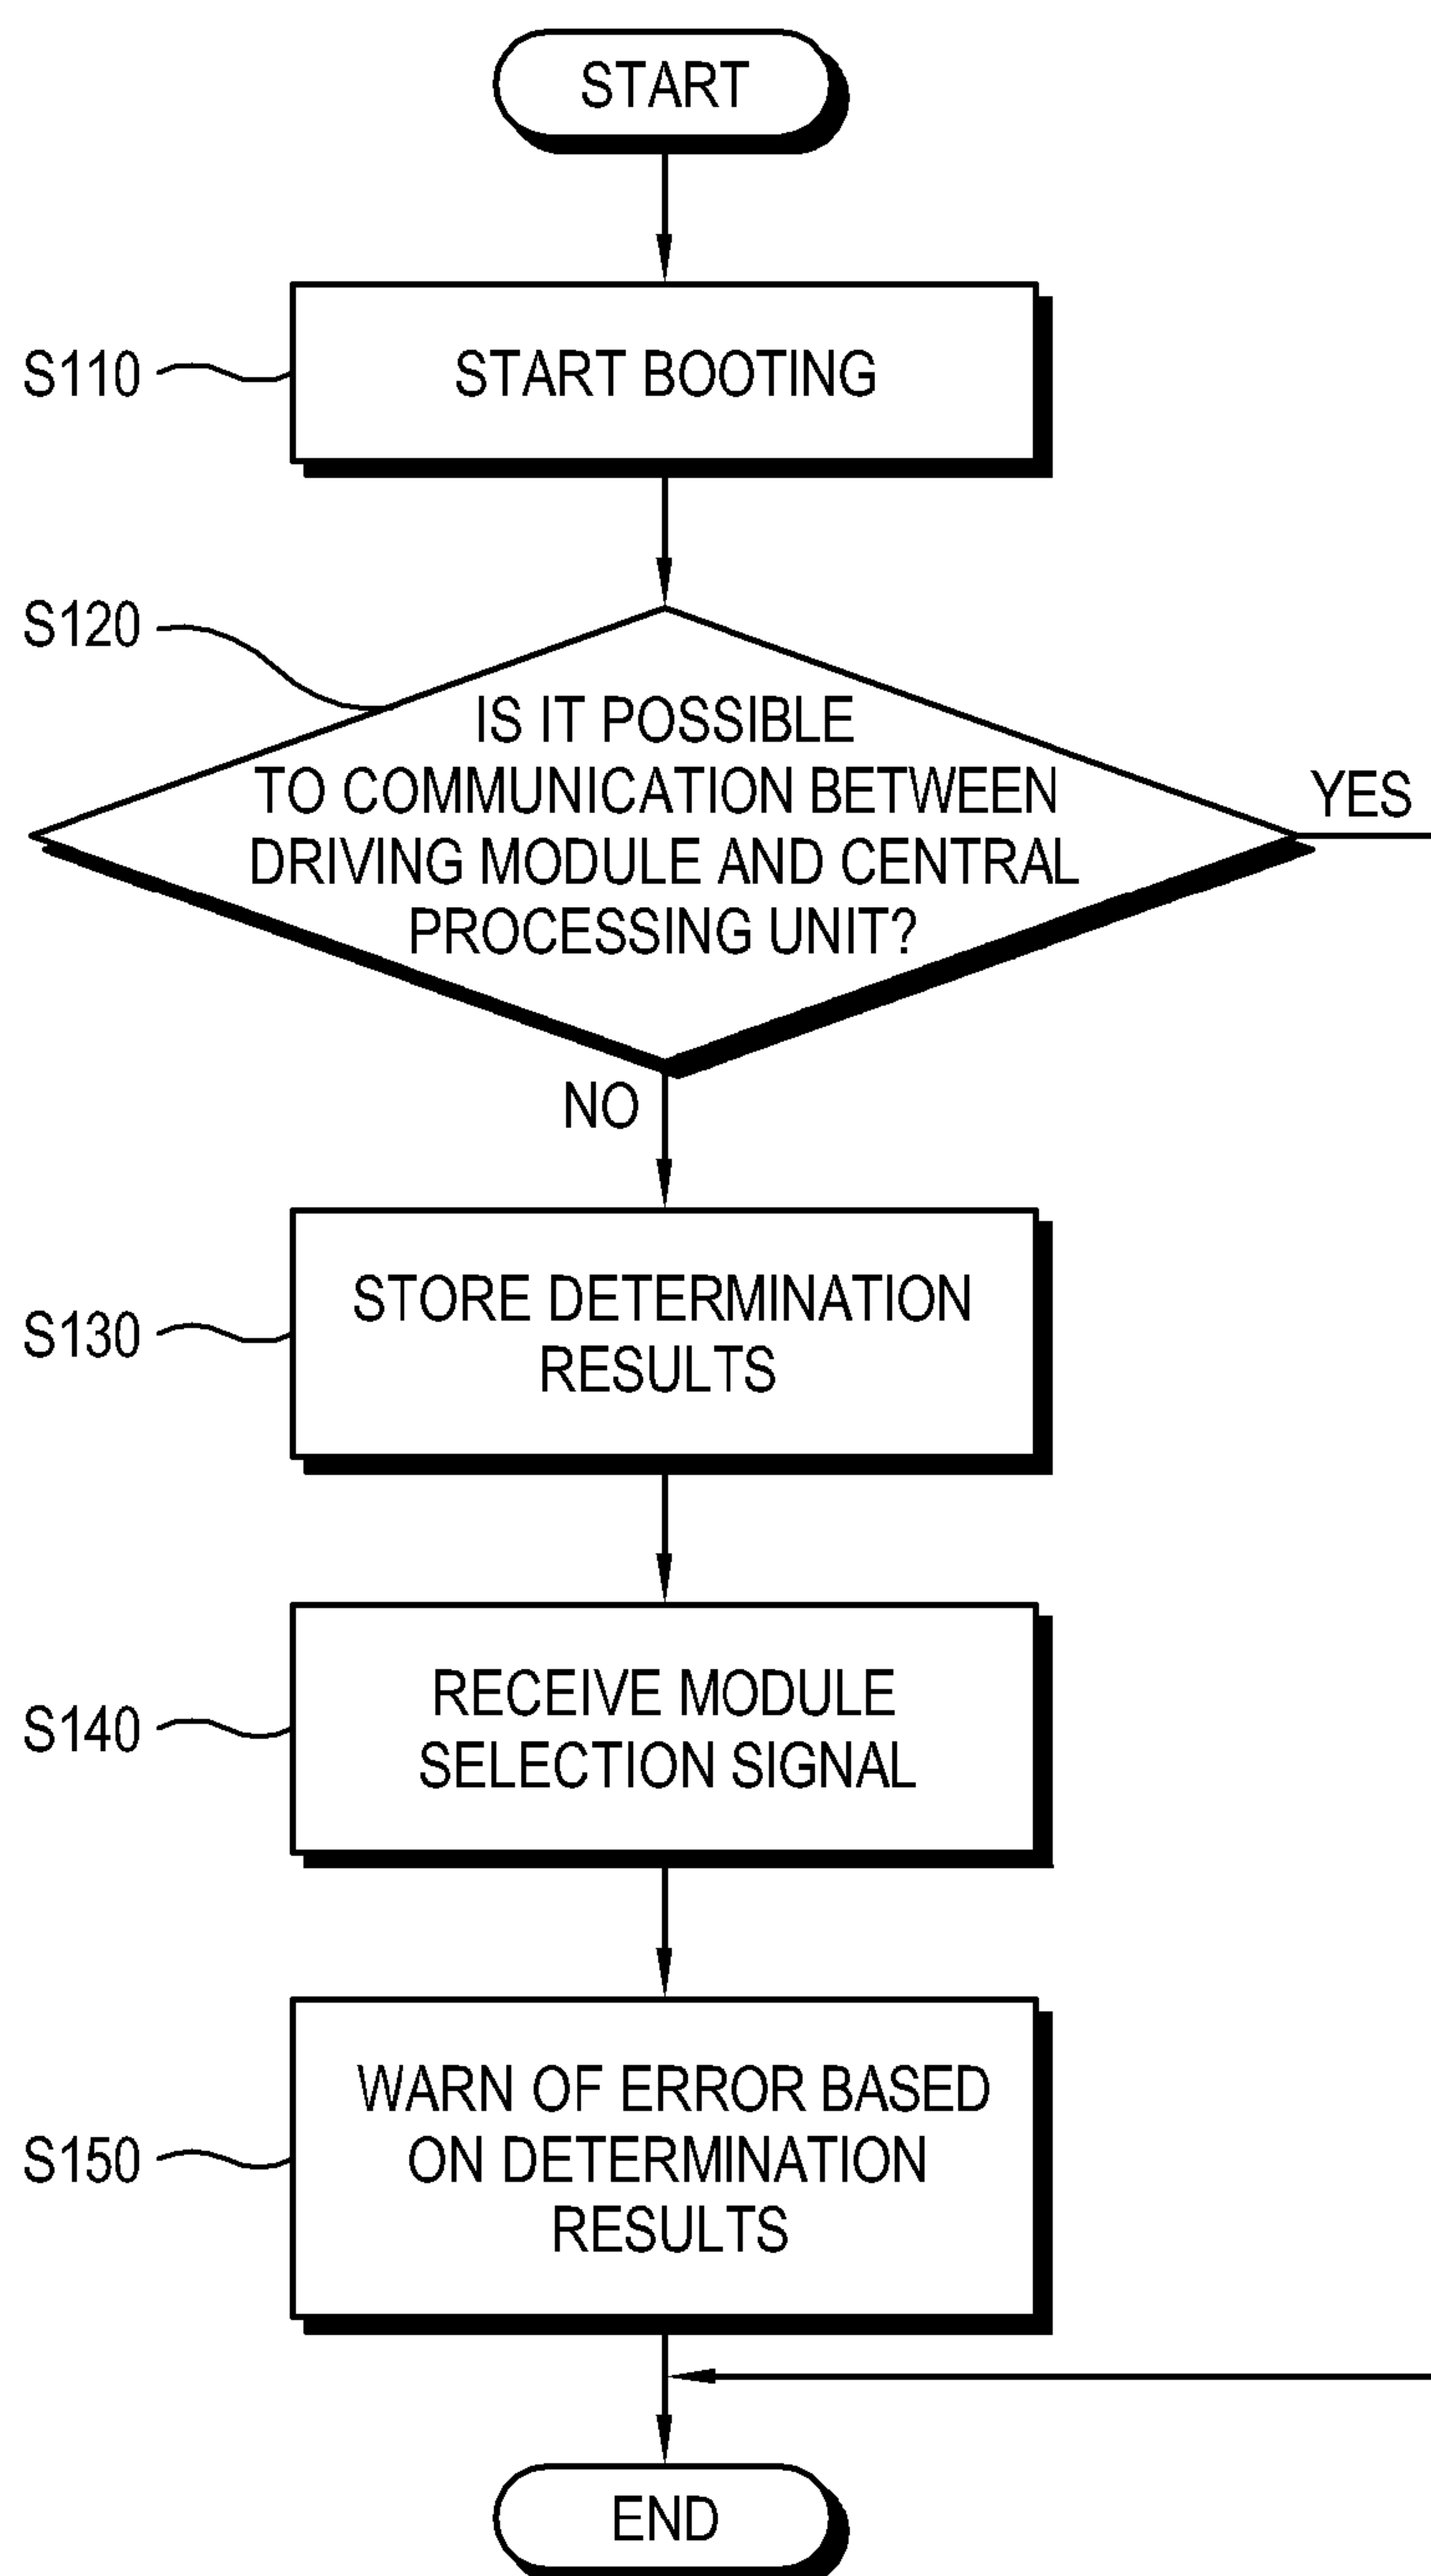 START
S110
START BOOTING
S120
IS IT POSSIBLE
TO COMMUNICATION BETWEEN
DRIVING MODULE AND CENTRAL
PROCESSING UNIT?
YES
NO
S130
STORE DETERMINATION
RESULTS
S140
RECEIVE MODULE
SELECTION SIGNAL
S150
WARN OF ERROR BASED
ON DETERMINATION
RESULTS
END